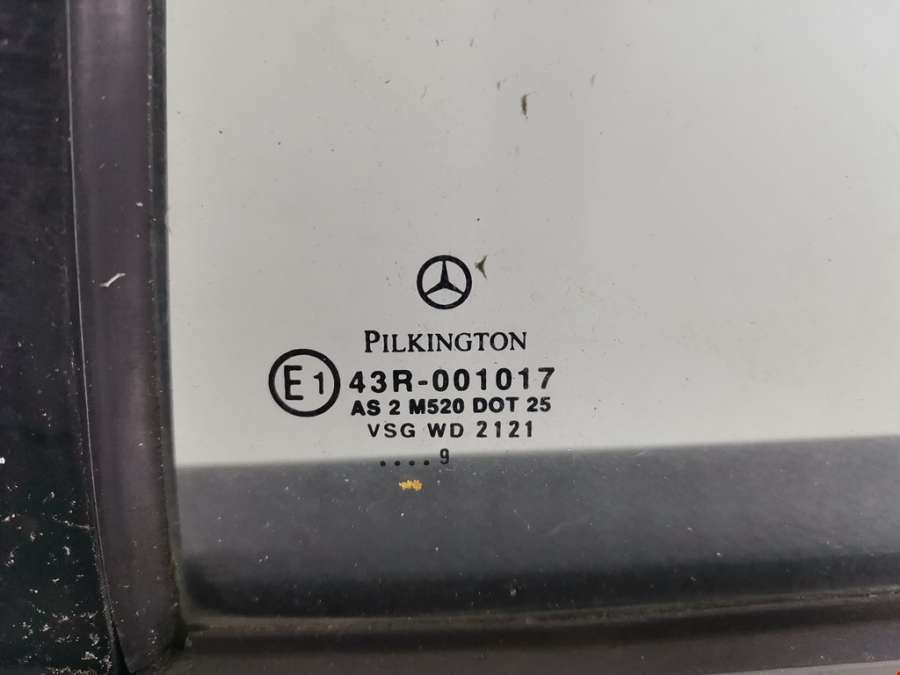 PILKINGTON
E1 43R-001017
AS 2 M520 DOT 25
VSG WD 2121
....9